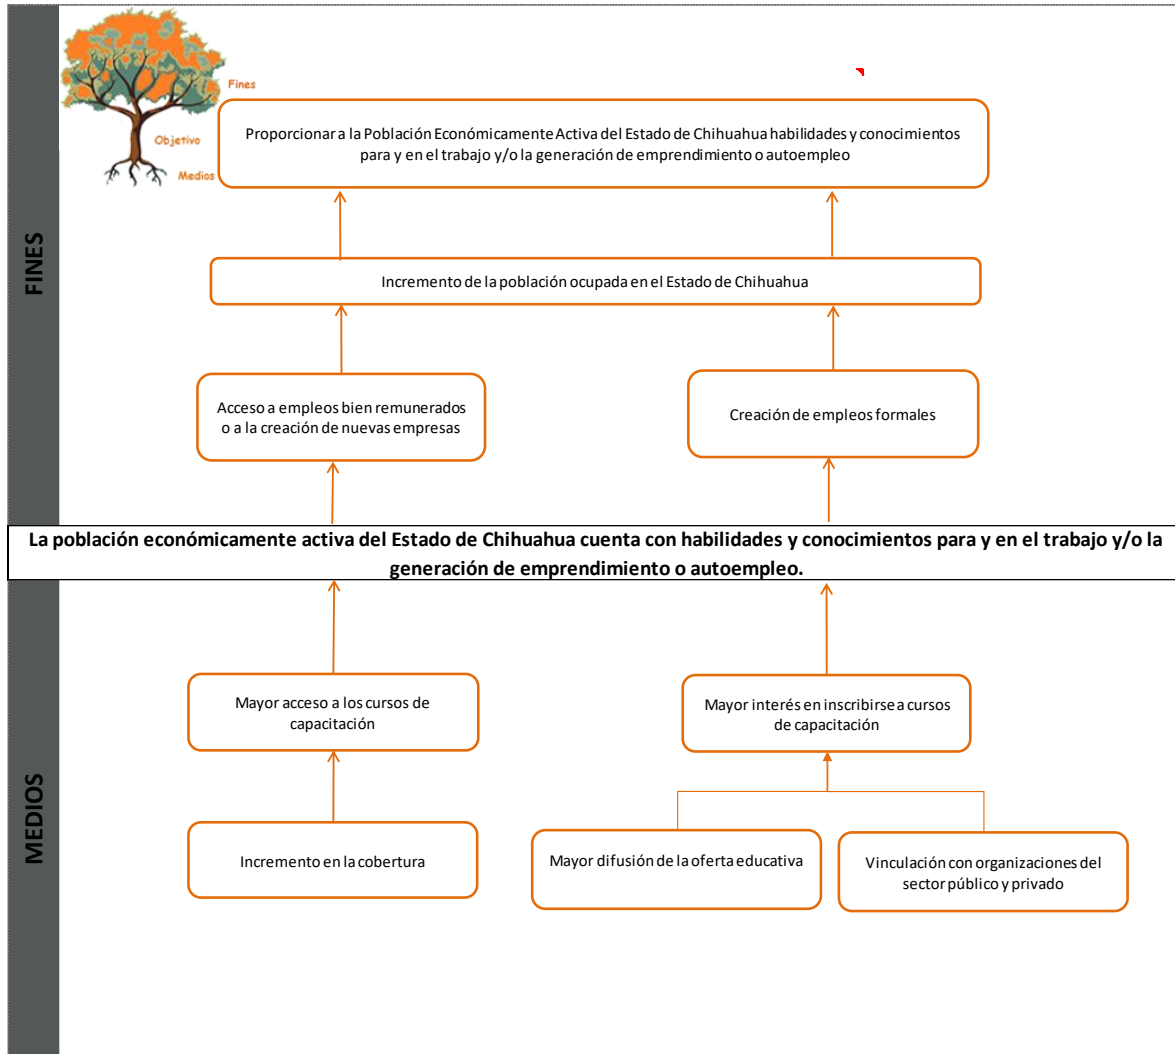 Fines
Objetivo
Medios
FINES
Proporcionar a la Población Económicamente Activa del Estado de Chihuahua habilidades y conocimientos
para y en el trabajo y/o la generación de emprendimiento o autoempleo
Incremento de la población ocupada en el Estado de Chihuahua
Acceso a empleos bien remunerados
o a la creación de nuevas empresas
Creación de empleos formales
La población económicamente activa del Estado de Chihuahua cuenta con habilidades y conocimientos para y en el trabajo y/o la
generación de emprendimiento o autoempleo.
MEDIOS
Mayor acceso a los cursos de
capacitación
Mayor interés en inscribirse a cursos
de capacitación
Incremento en la cobertura
Mayor difusión de la oferta educativa
Vinculación con organizaciones del
sector público y privado